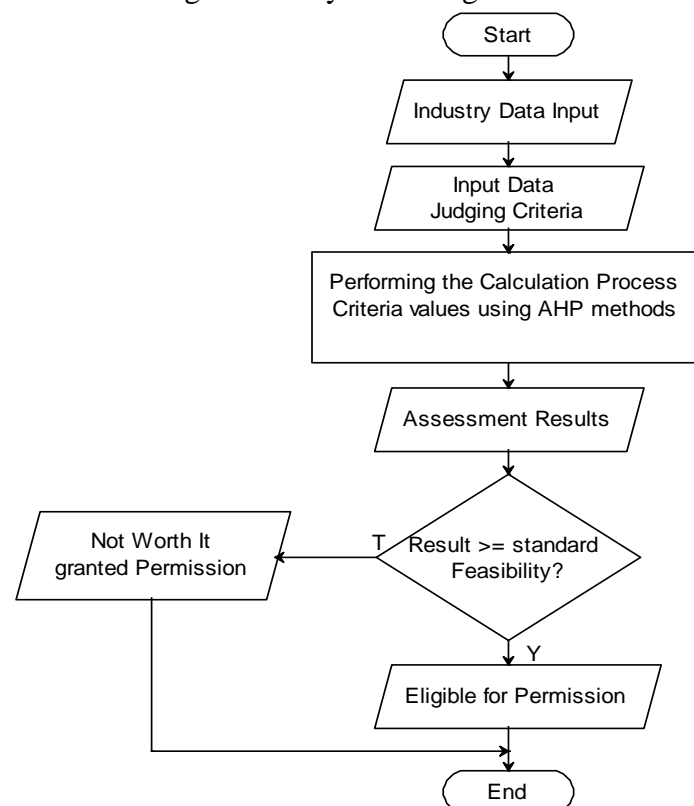 Start
Industry Data Input
Input Data
Judging Criteria
Performing the Calculation Process
Criteria values using AHP methods
Assessment Results
Result >= standard
Feasibility?
T
Not Worth It
granted Permission
Y
Eligible for Permission
End